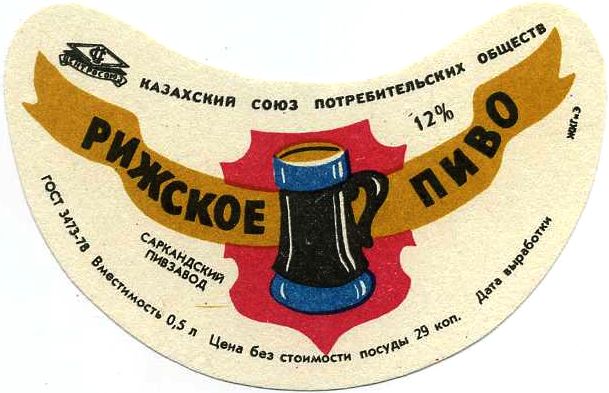 ЦЕНТРОСОЮЗ
КАЗАХСКИЙ СОЮЗ ПОТРЕБИТЕЛЬСКИХ ОБЩЕСТВ
12%
РИЖСКОЕ ПИВО
САРКАНДСКИЙ
ПИВЗАВОД
ГОСТ 3473-78 Вместимость 0,5 л Цена без стоимости посуды 29 коп. Дата выработки